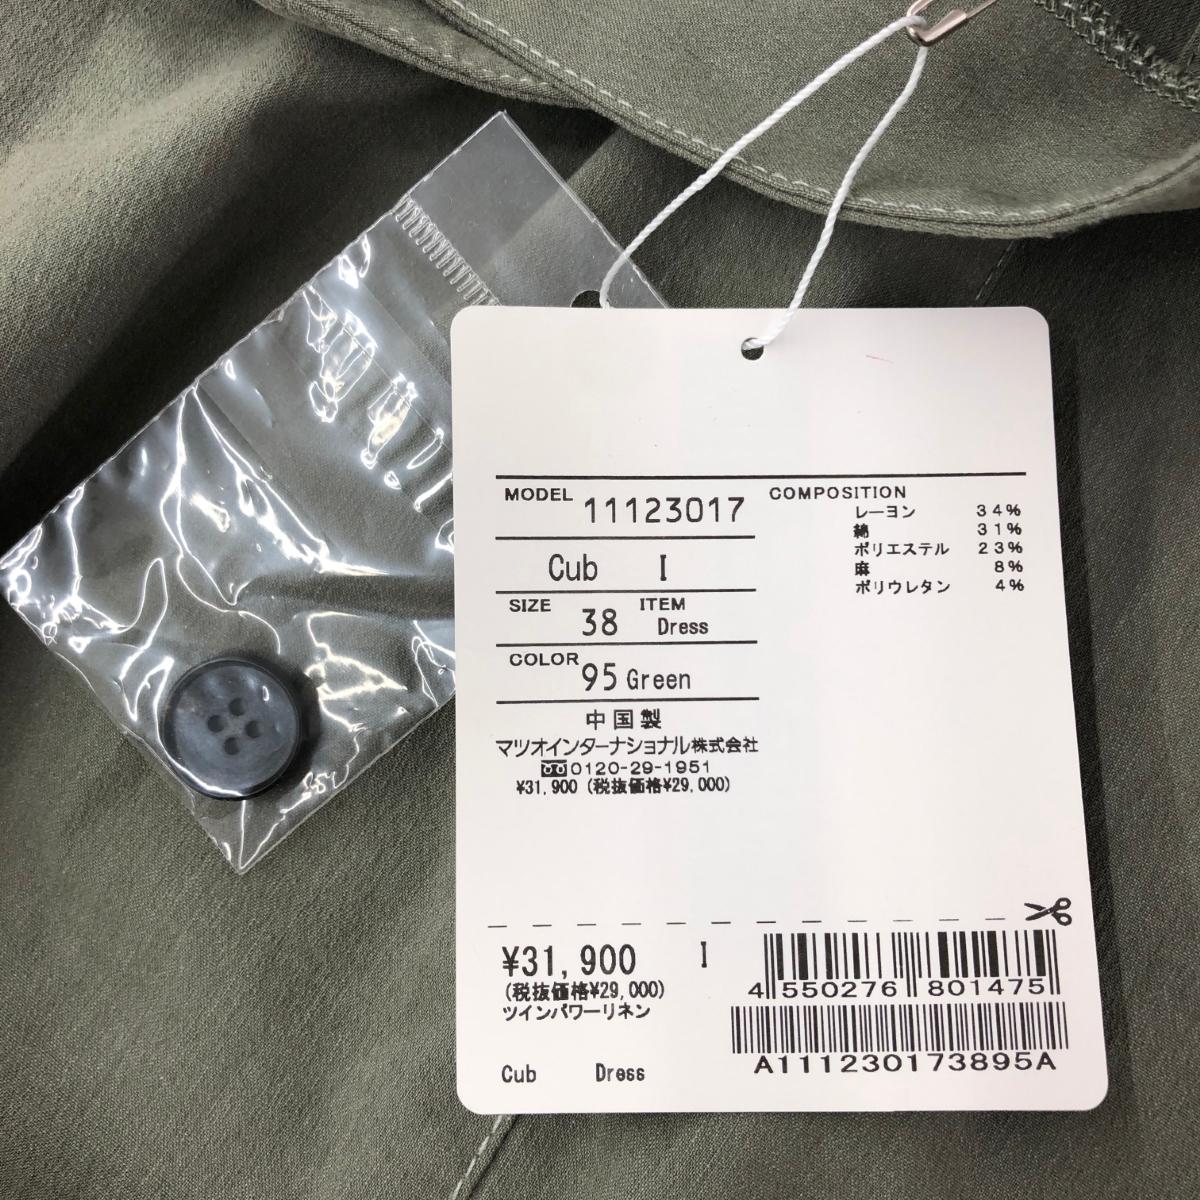 MODEL 11123017
Cub I
SIZE 38 ITEM Dress
COLOR 95 Green
中国製
マツオインターナショナル株式会社
0120-29-1951
¥31,900 (税抜価格¥29,000)
COMPOSITION
レーヨン 34%
綿 31%
ポリエステル 23%
麻 8%
ポリウレタン 4%
¥31,900 I
(税抜価格¥29,000)
ツインパワーリネン
Cub Dress
4 550276 801475
A111230173895A